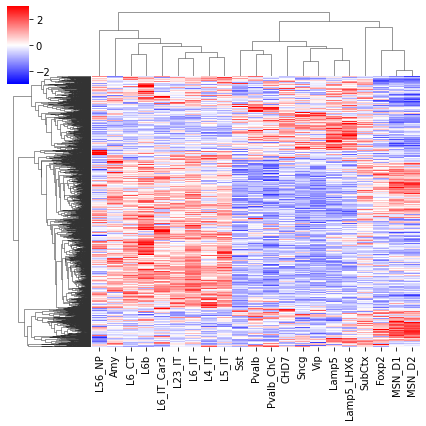 2
0
−2
L56_NP
Amy
L6_CT
L6b
L6_IT_Car3
L23_IT
L6_IT
L4_IT
L5_IT
Sst
Pvalb
Pvalb_ChC
CHD7
Sncg
Vip
Lamp5
Lamp5_LHX6
SubCtx
Foxp2
MSN_D1
MSN_D2